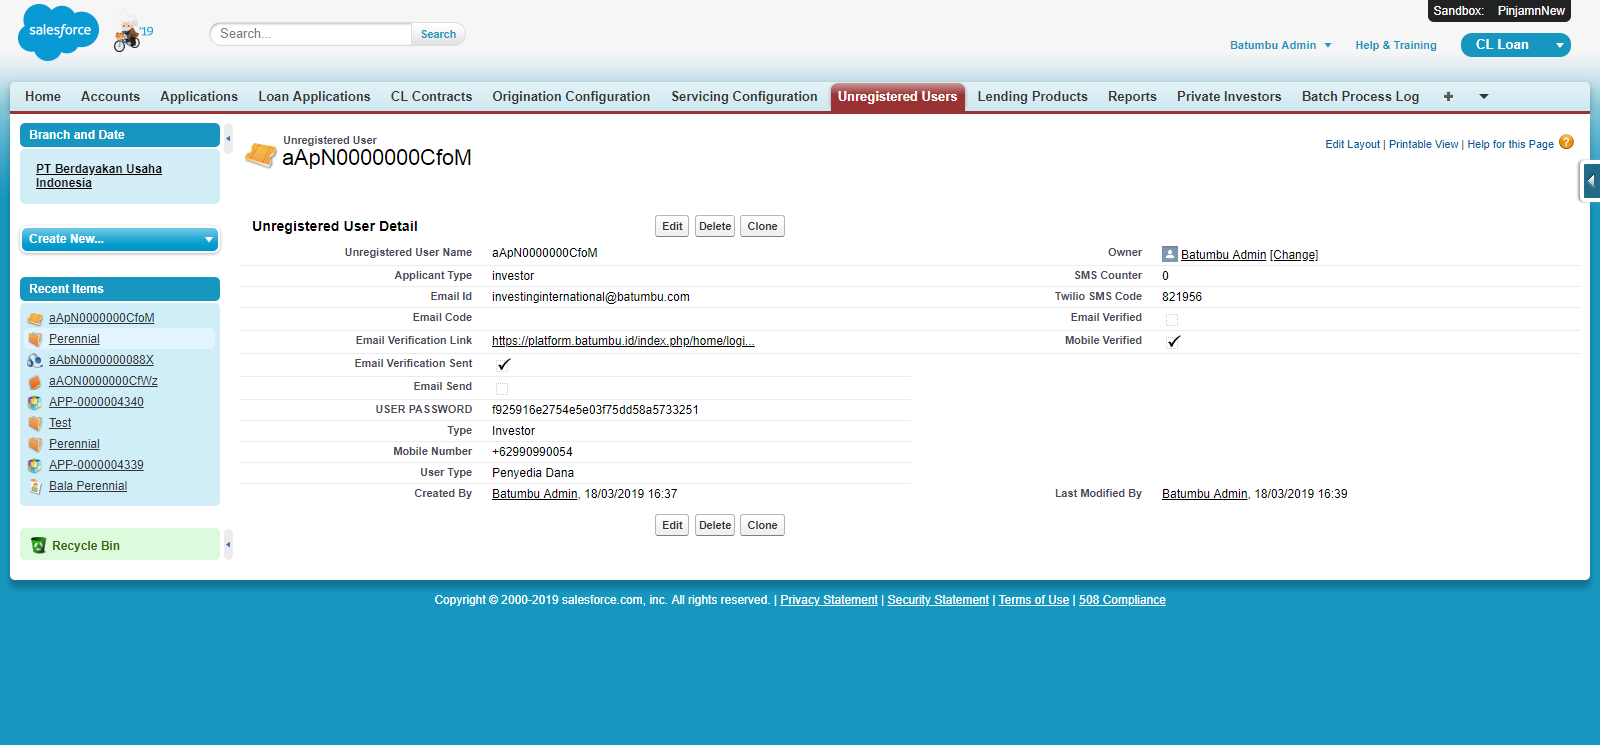 Sandbox: PinjamnNew
salesforce
'19
Search...
Search
Batumbu Admin
Help & Training
CL Loan
Home
Accounts
Applications
Loan Applications
CL Contracts
Origination Configuration
Servicing Configuration
Unregistered Users
Lending Products
Reports
Private Investors
Batch Process Log
+
Branch and Date
PT Berdayakan Usaha
Indonesia
Create New...
Recent Items
aApN0000000CfoM
Perennial
aAbN0000000088X
aAON0000000CfWz
APP-0000004340
Test
Perennial
APP-0000004339
Bala Perennial
Recycle Bin
Unregistered User
aApN0000000CfoM
Edit Layout | Printable View | Help for this Page ?
Unregistered User Detail
Edit Delete Clone
Unregistered User Name aApN0000000CfoM
Owner Batumbu Admin [Change]
Applicant Type investor
SMS Counter 0
Email Id investinginternational@batumbu.com
Twilio SMS Code 821956
Email Code
Email Verified
Email Verification Link https://platform.batumbu.id/index.php/home/logi...
Mobile Verified
Email Verification Sent
Email Send
USER PASSWORD f925916e2754e5e03f75dd58a5733251
Type Investor
Mobile Number +62990990054
User Type Penyedia Dana
Created By Batumbu Admin, 18/03/2019 16:37
Last Modified By Batumbu Admin, 18/03/2019 16:39
Edit Delete Clone
Copyright © 2000-2019 salesforce.com, inc. All rights reserved. | Privacy Statement | Security Statement | Terms of Use | 508 Compliance